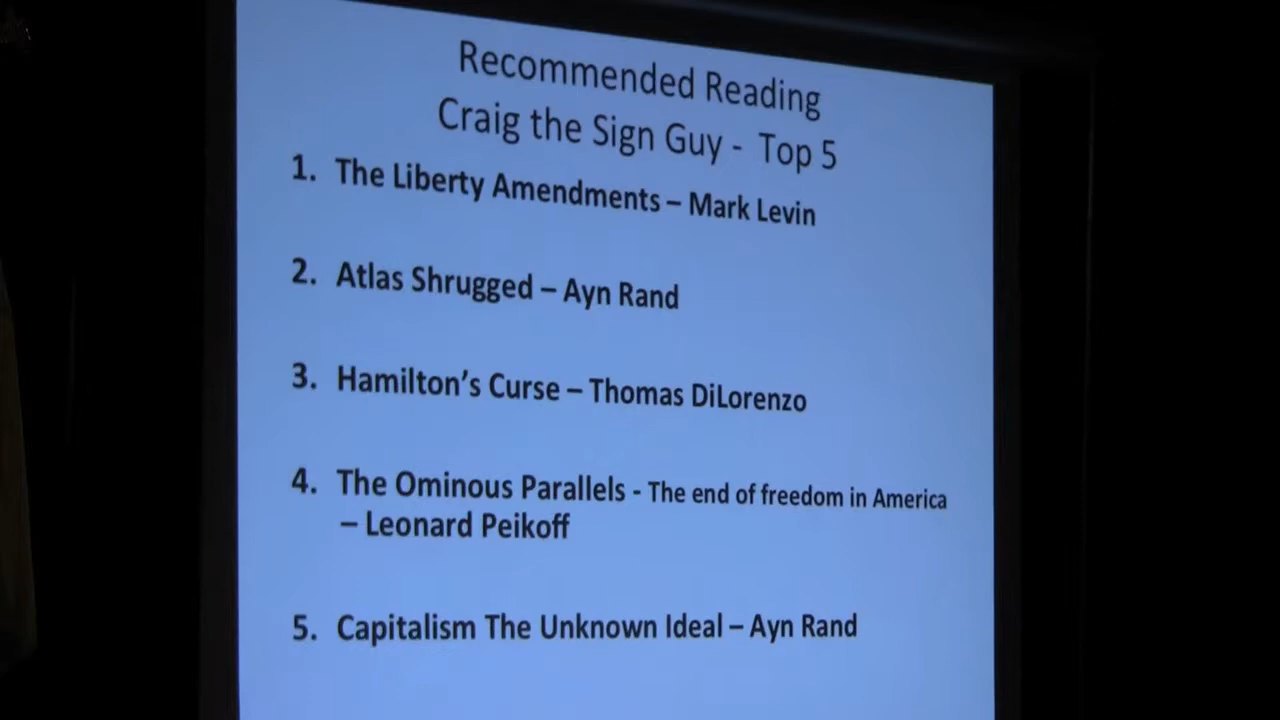 Recommended Reading
Craig the Sign Guy - Top 5
1. The Liberty Amendments – Mark Levin
2. Atlas Shrugged – Ayn Rand
3. Hamilton’s Curse – Thomas DiLorenzo
4. The Ominous Parallels - The end of freedom in America
– Leonard Peikoff
5. Capitalism The Unknown Ideal – Ayn Rand